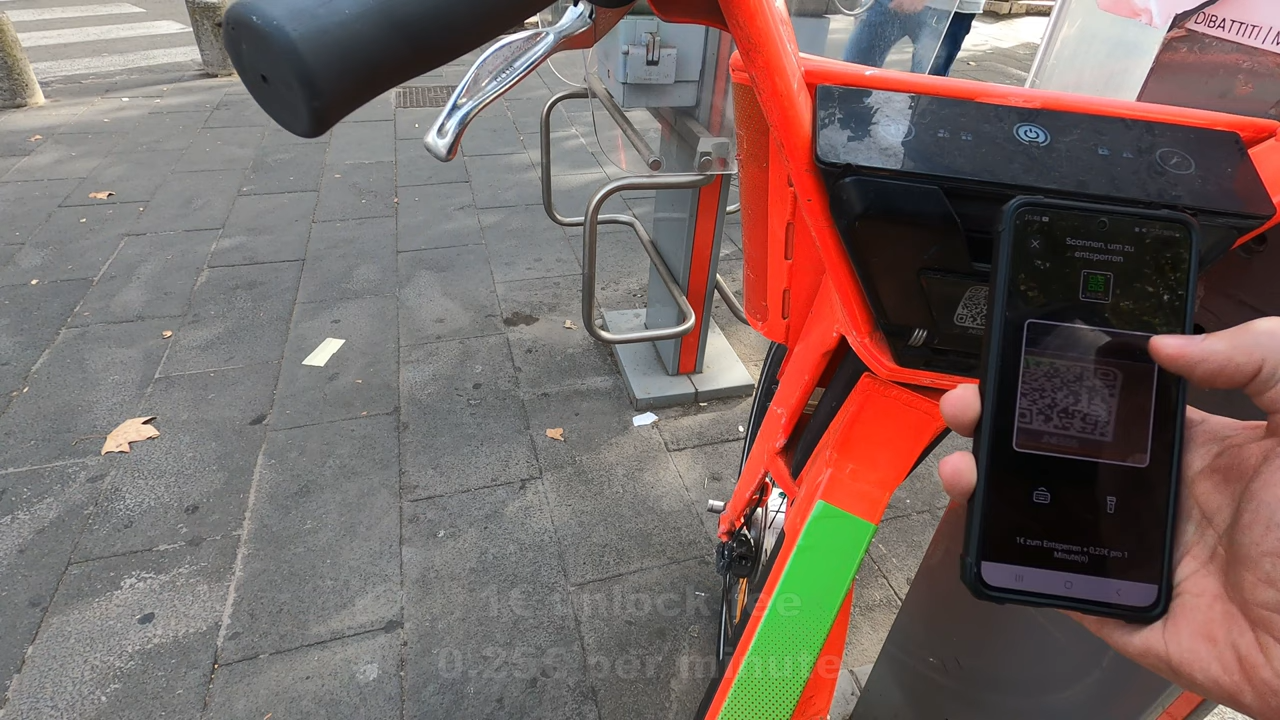 DIBATTITI | M
Scannen, um zu
entsperren
1€ zum Entsperren + 0.23€ pro 1
Minute(n)
1€ unlock fee
0.25€ per minute